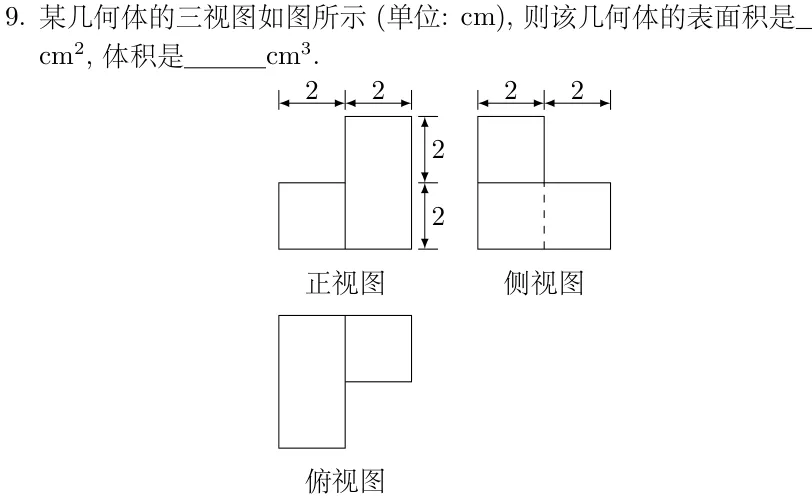 9. 某几何体的三视图如图所示 (单位: cm), 则该几何体的表面积是_
cm², 体积是______cm³.
2 2 2 2
2
2
正视图 侧视图
俯视图